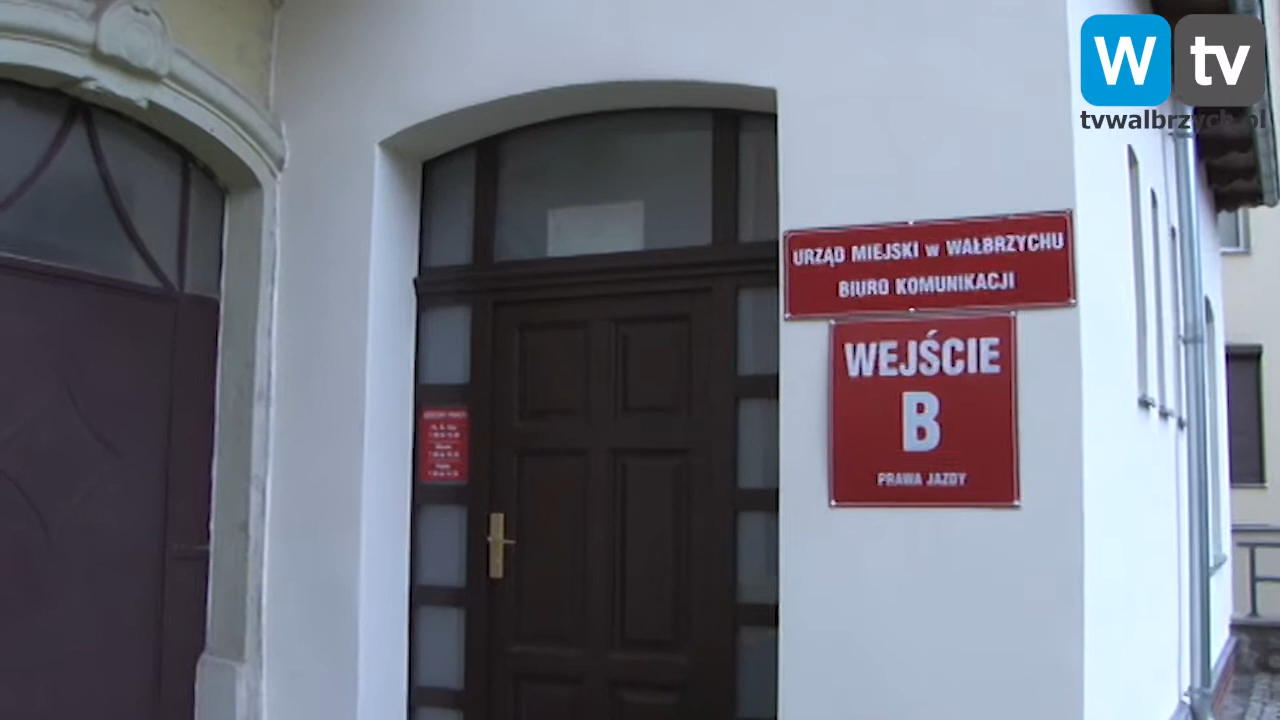 W tv
tvwalbrzych.pl
URZĄD MIEJSKI w WAŁBRZYCHU
BIURO KOMUNIKACJI
WEJŚCIE
B
PRAWA JAZDY